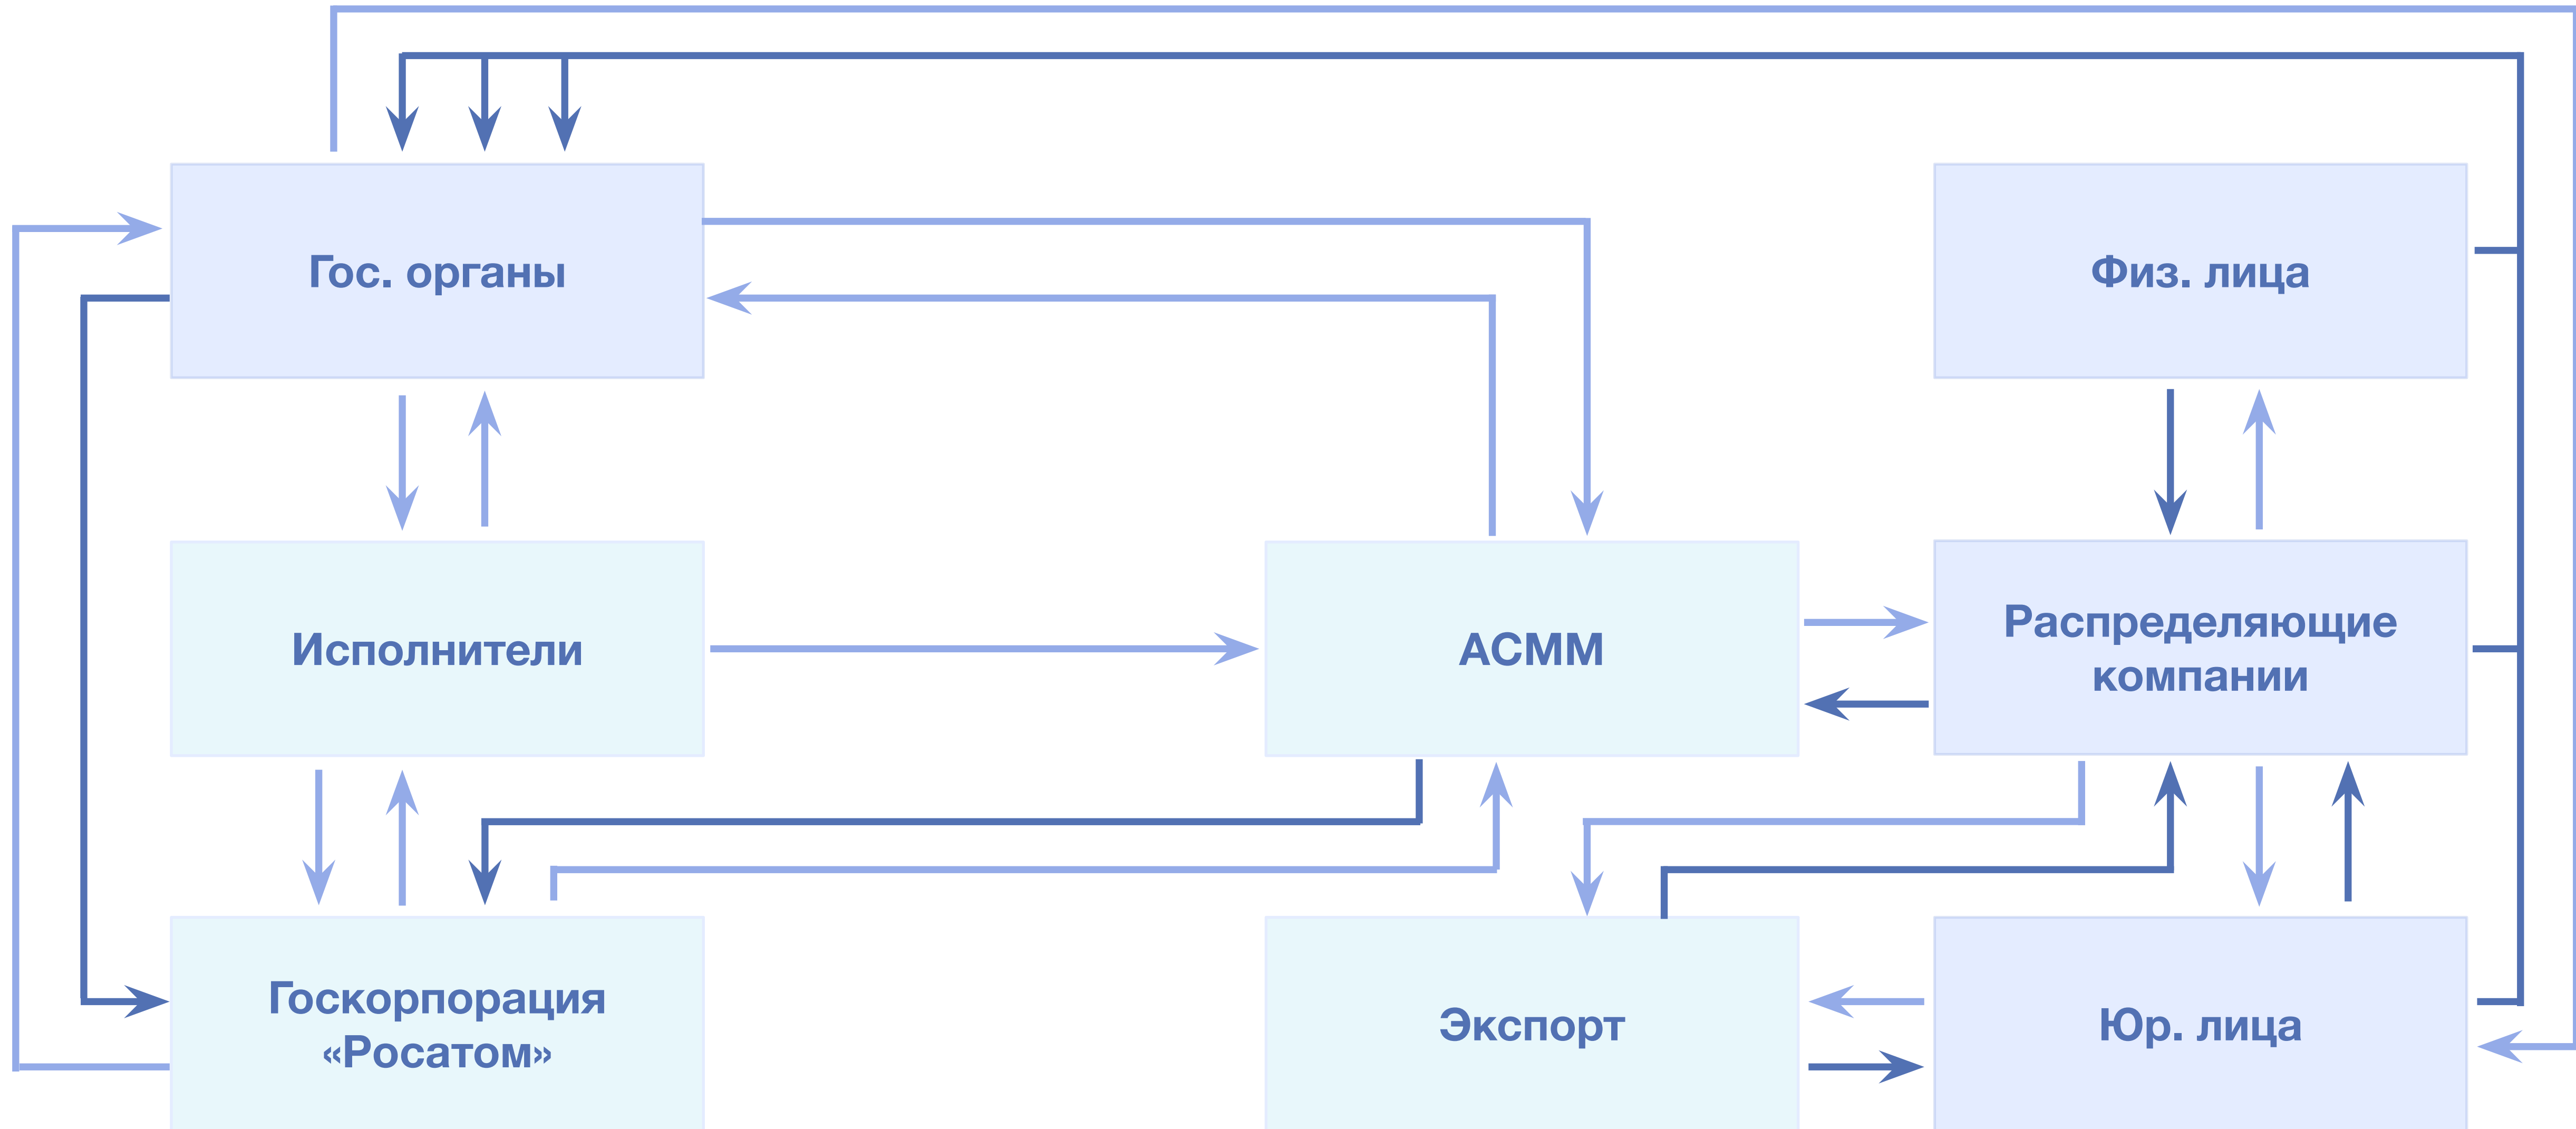 Гос. органы
Физ. лица
Исполнители
АСММ
Распределяющие
компании
Госкорпорация
«Росатом»
Экспорт
Юр. лица